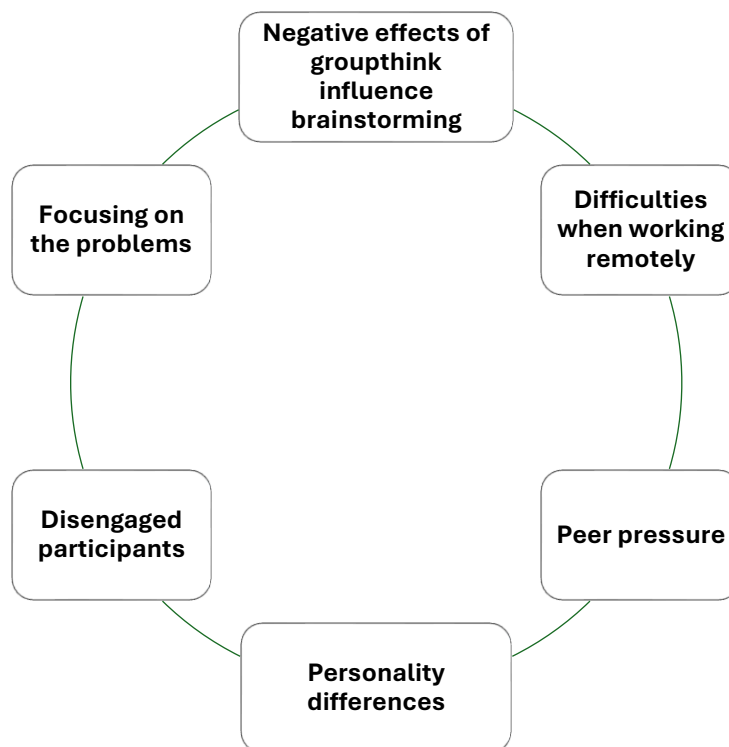 Negative effects of
groupthink
influence
brainstorming
Difficulties
when working
remotely
Peer pressure
Personality
differences
Disengaged
participants
Focusing on
the problems